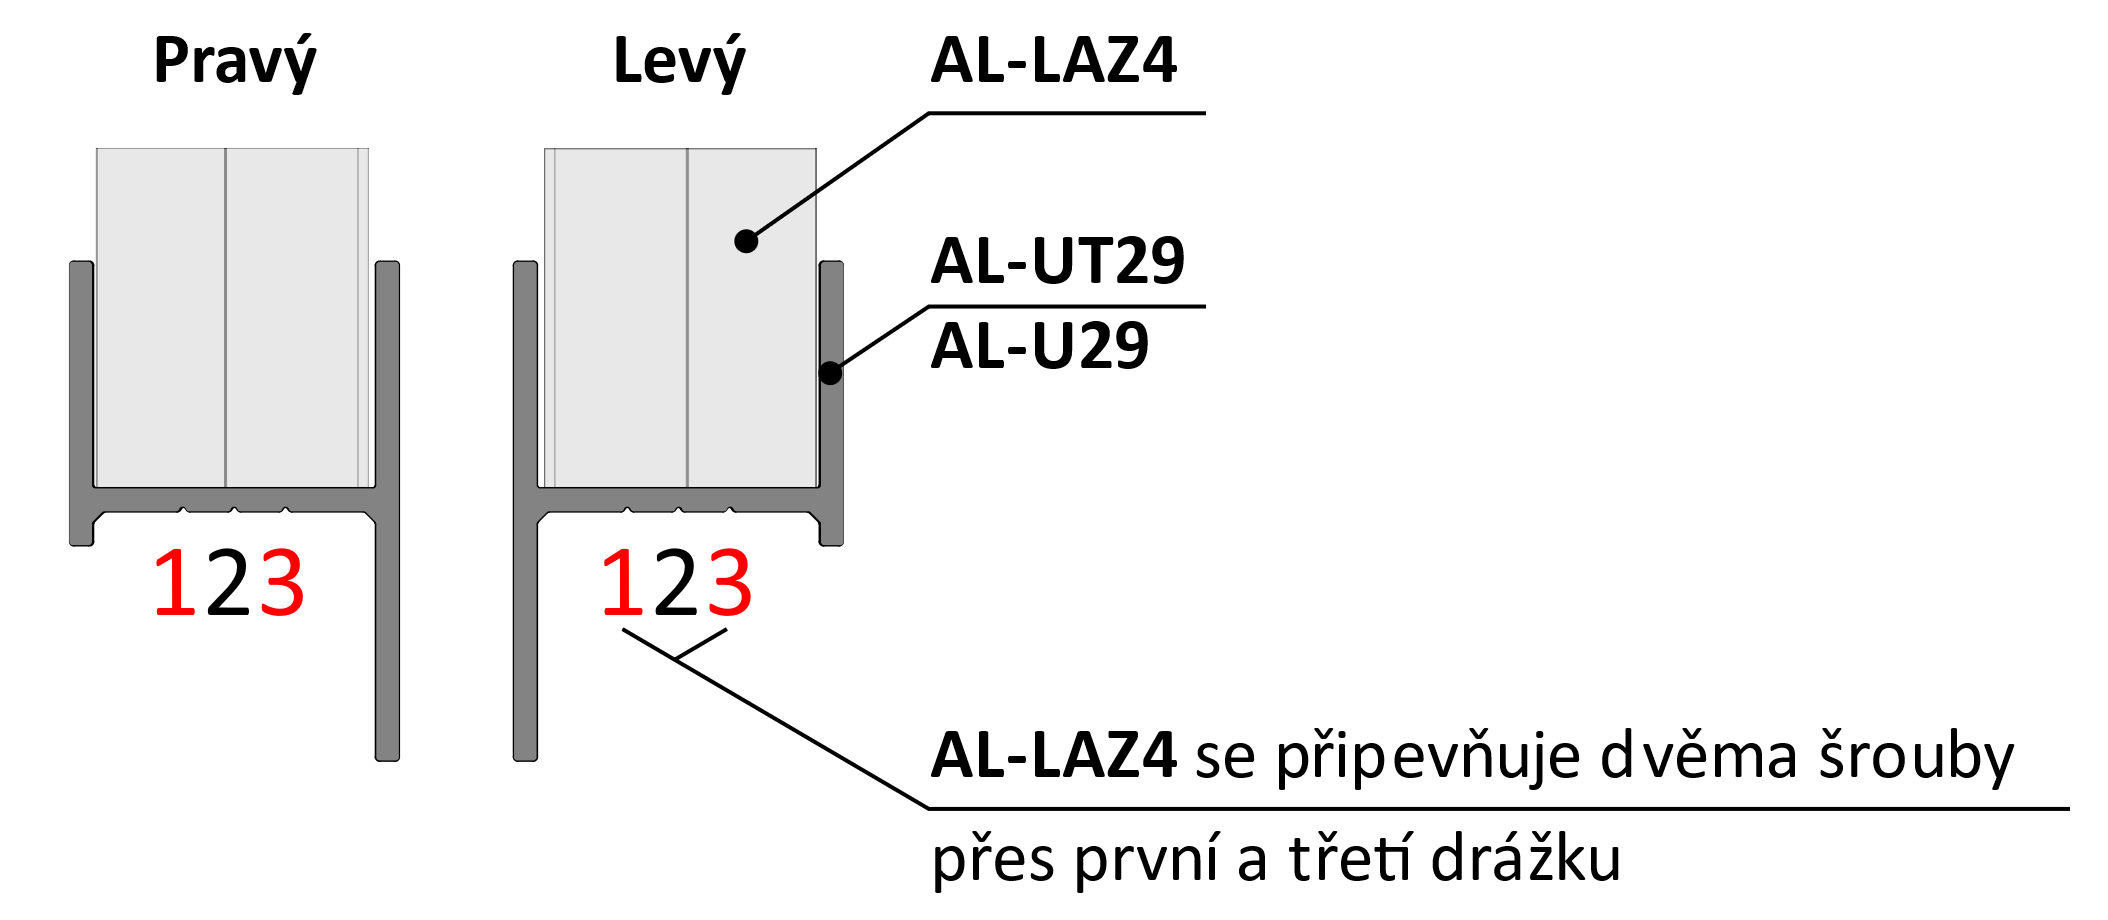 Pravý Levý AL-LAZ4
AL-UT29
AL-U29
123 123
AL-LAZ4 se připevňuje dvěma šrouby
přes první a třetí drážku